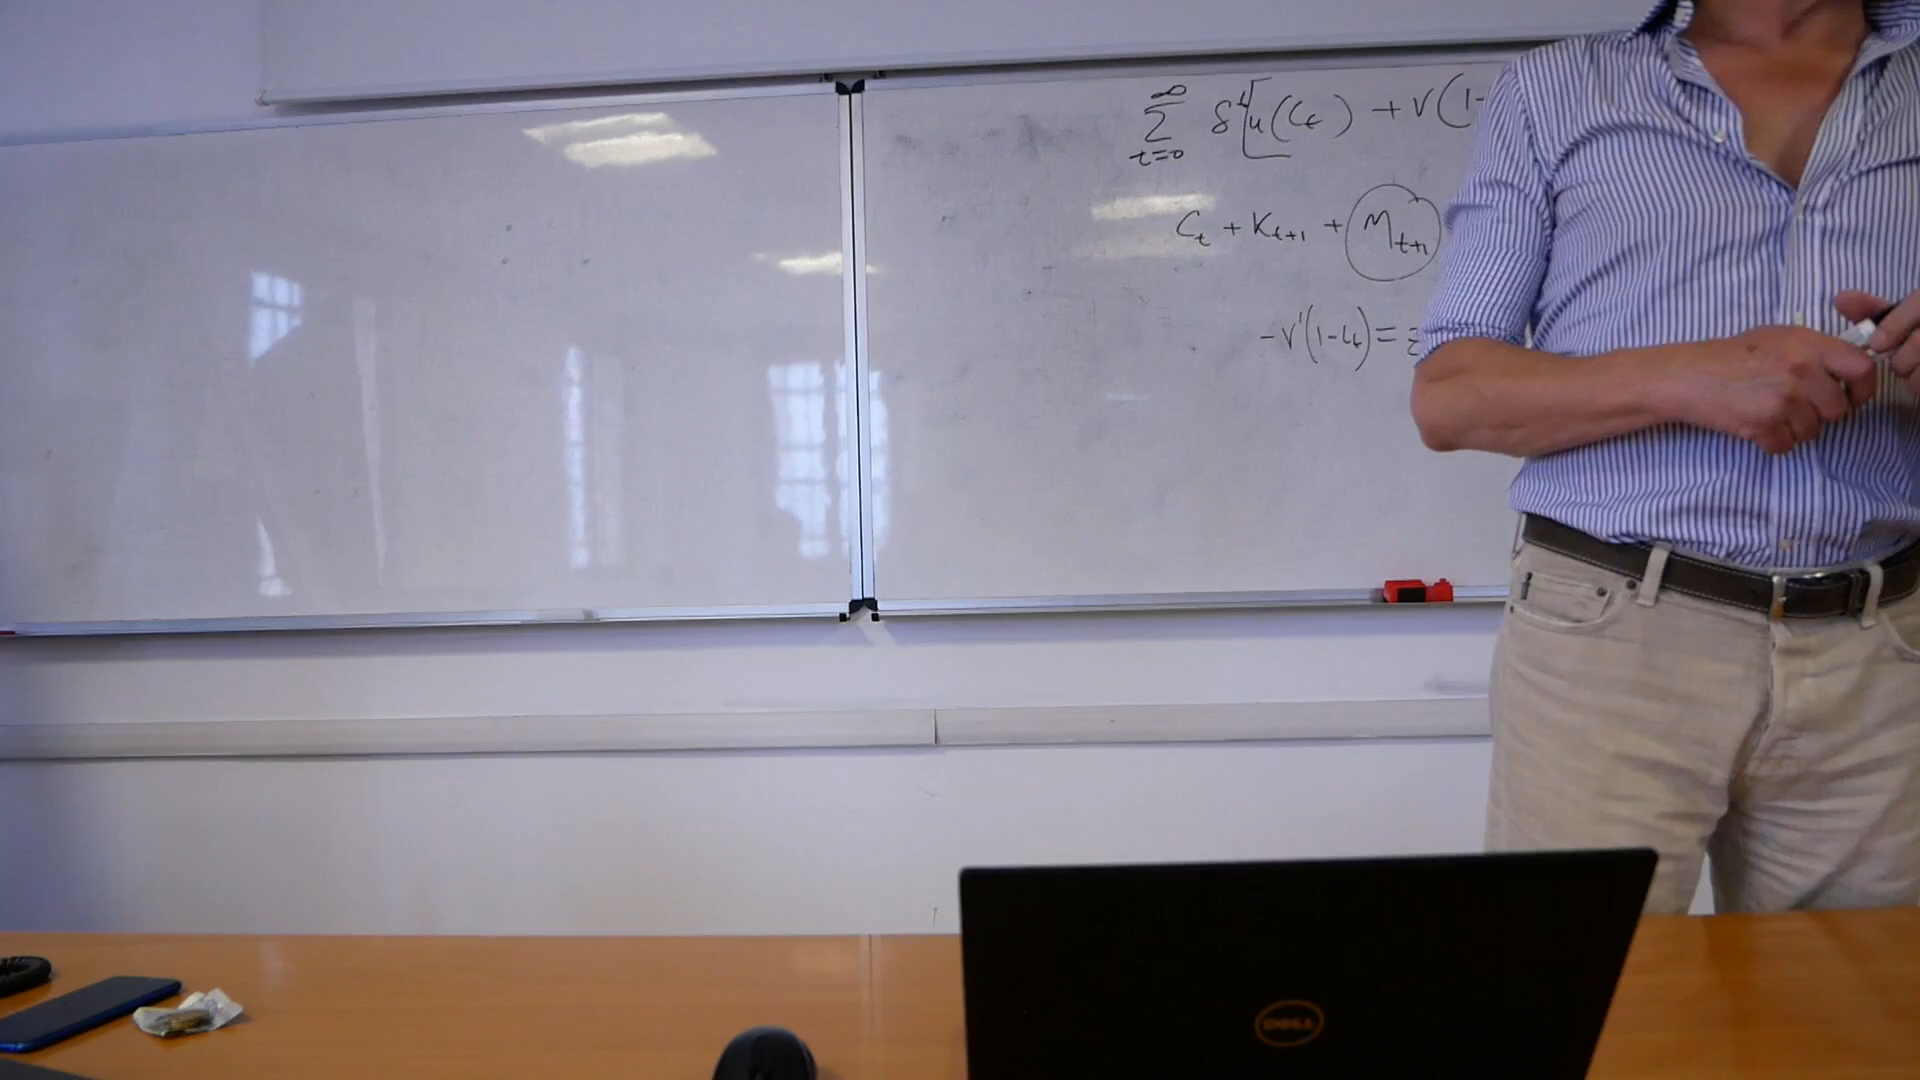 ∞
Σ δᵗ[u(Cₜ) + V(1-
t=0
Cₜ + Kₜ₊₁ + Mₜ₊₁
-V'(1-Lₜ) =
DELL